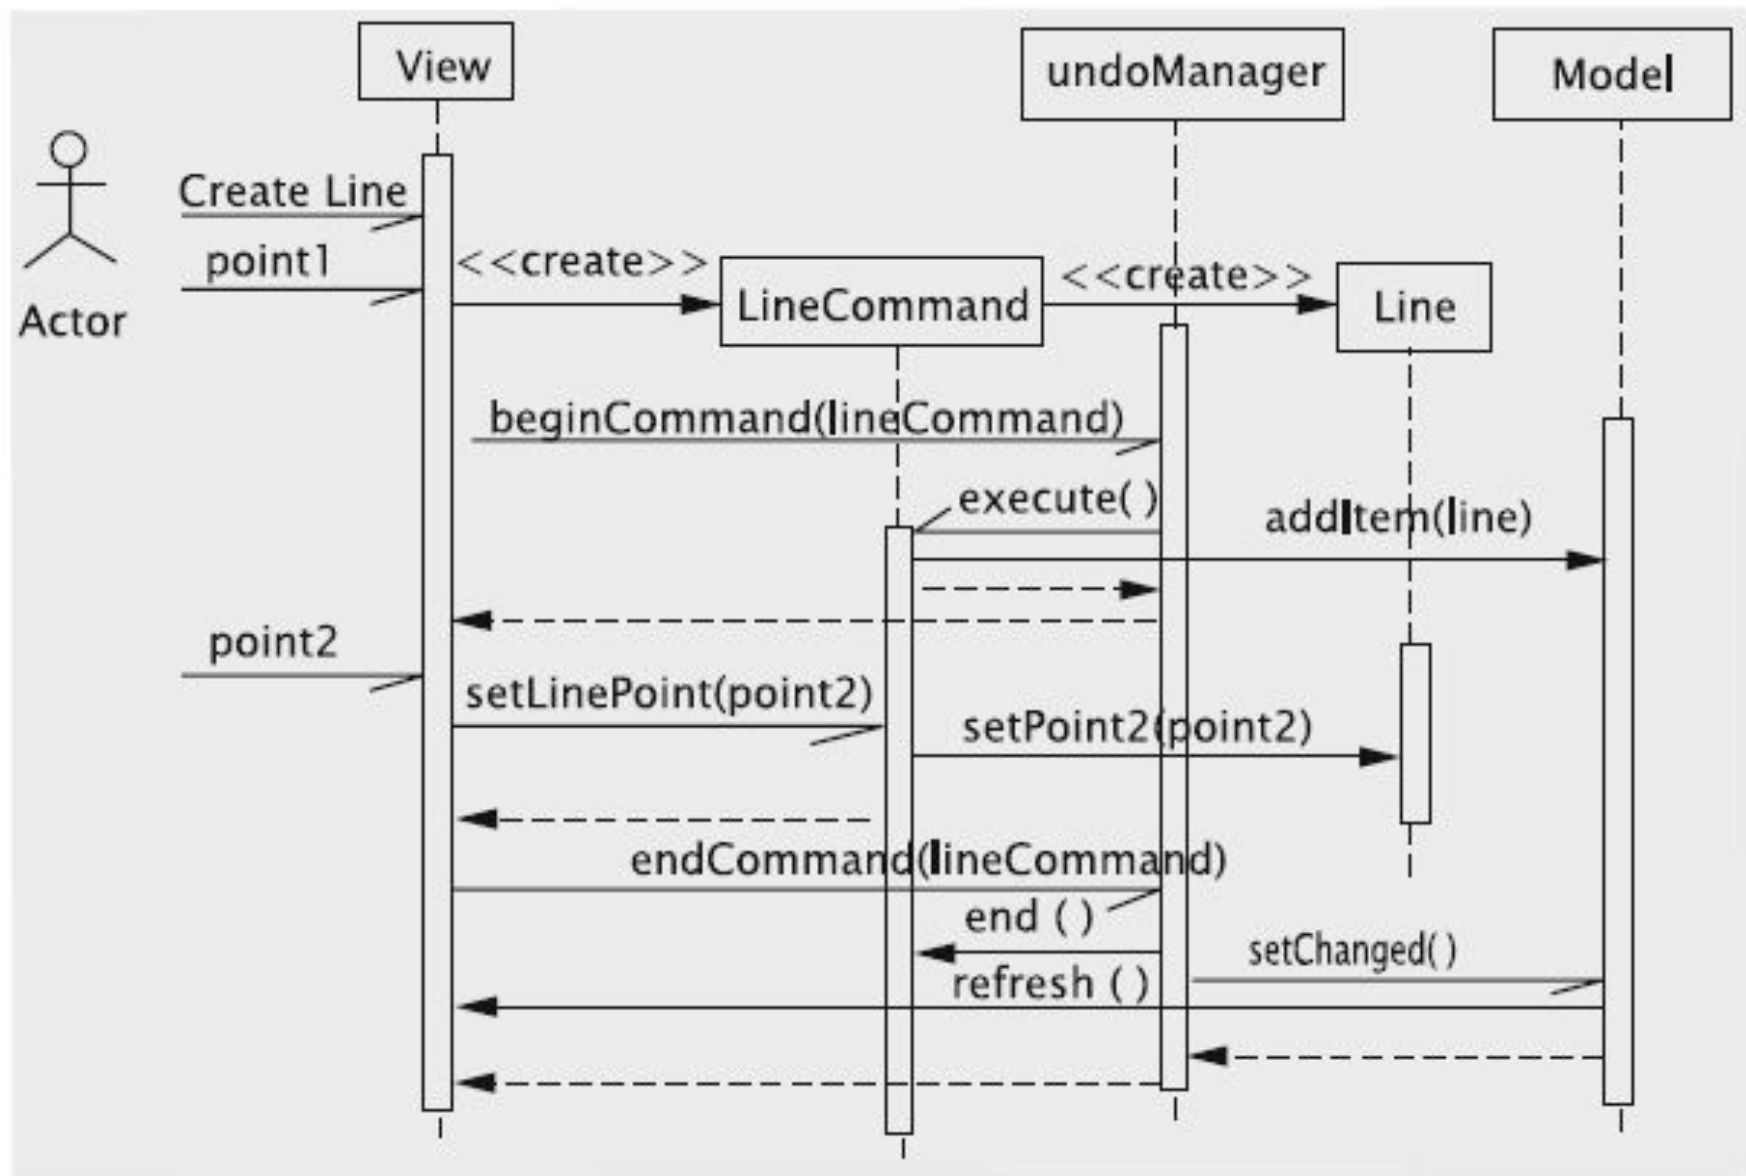 View
undoManager
Model
Create Line
point1
<<create>>
<<create>>
LineCommand
Line
Actor
beginCommand(lineCommand)
execute( )
addItem(line)
point2
setLinePoint(point2)
setPoint2(point2)
endCommand(lineCommand)
end ( )
setChanged( )
refresh ( )